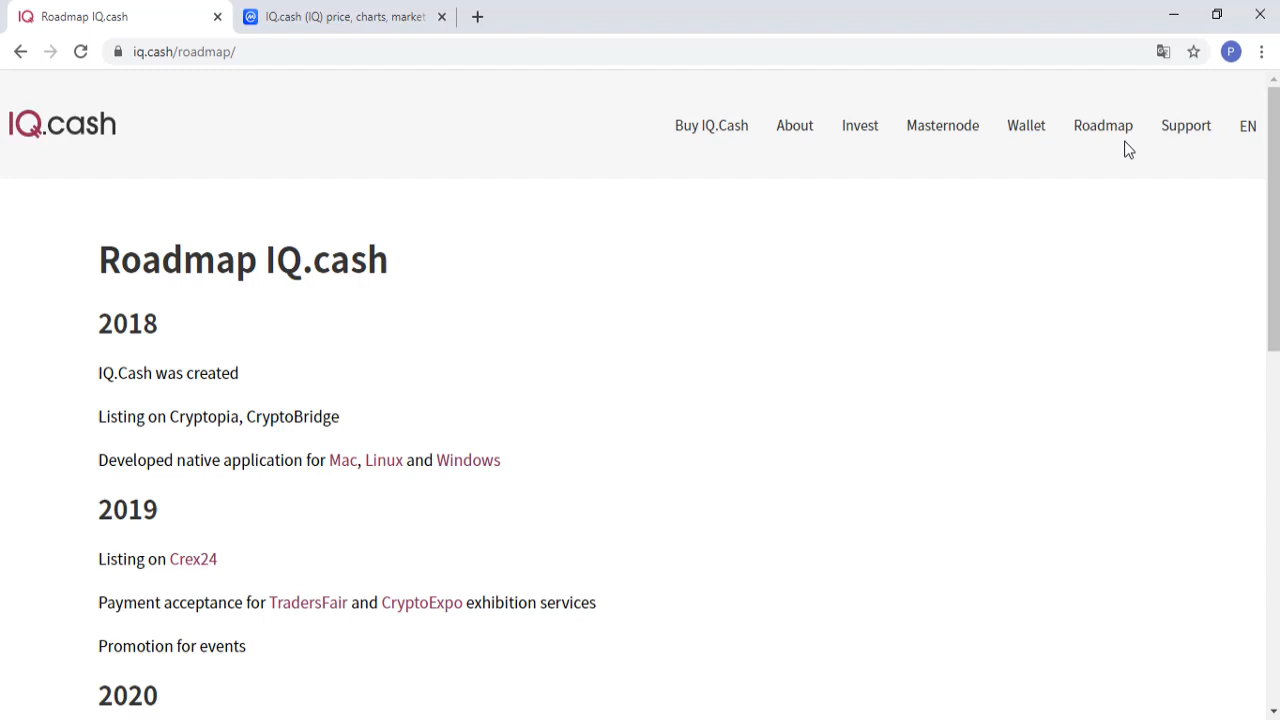 Roadmap IQ.cash
IQ.cash (IQ) price, charts, market
iq.cash/roadmap/
P
IQ.cash
Buy IQ.Cash About Invest Masternode Wallet Roadmap Support EN
Roadmap IQ.cash
2018
IQ.Cash was created
Listing on Cryptopia, CryptoBridge
Developed native application for Mac, Linux and Windows
2019
Listing on Crex24
Payment acceptance for TradersFair and CryptoExpo exhibition services
Promotion for events
2020